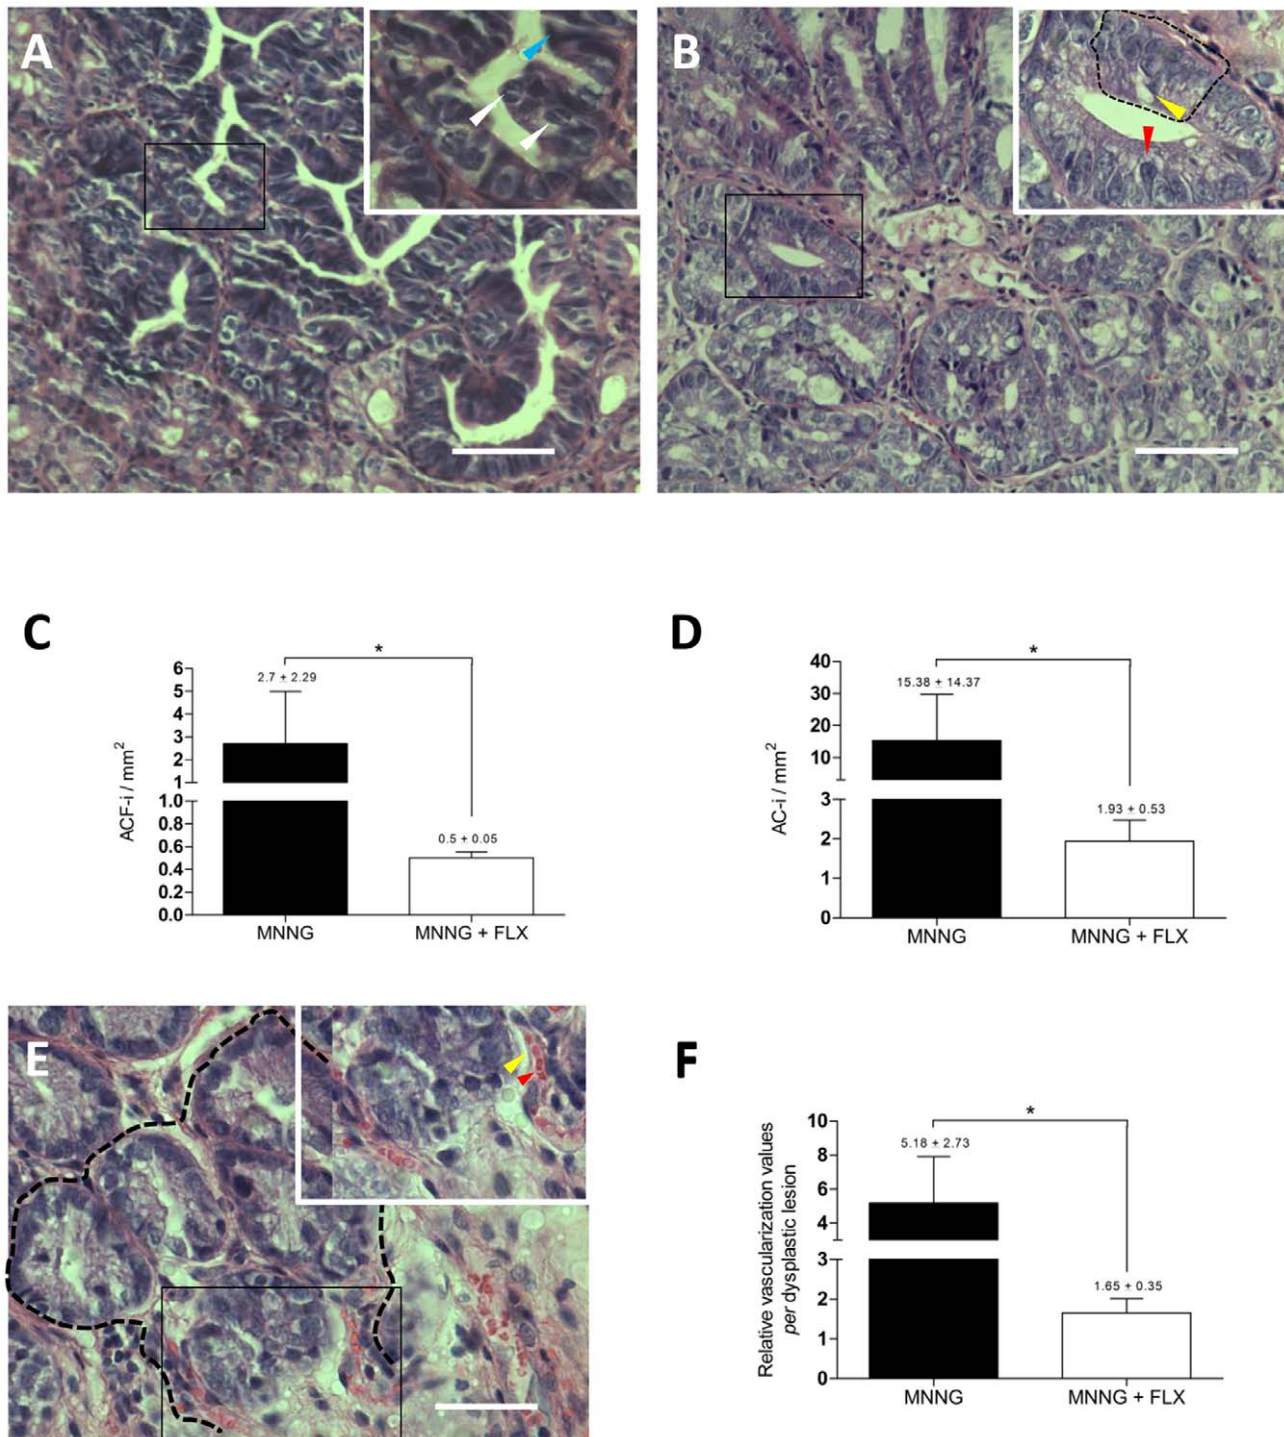 A
B
C
*
2.7 ± 2.29
0.5 ± 0.05
ACF-i / mm²
6
5
4
3
2
1
1.0
0.8
0.6
0.4
0.2
0.0
MNNG
MNNG + FLX
D
*
15.38 ± 14.37
1.93 ± 0.53
AC-i / mm²
40
30
20
10
3
2
1
0
MNNG
MNNG + FLX
E
F
*
5.18 ± 2.73
1.65 ± 0.35
Relative vascularization values
per dysplastic lesion
10
8
6
4
3
2
1
0
MNNG
MNNG + FLX